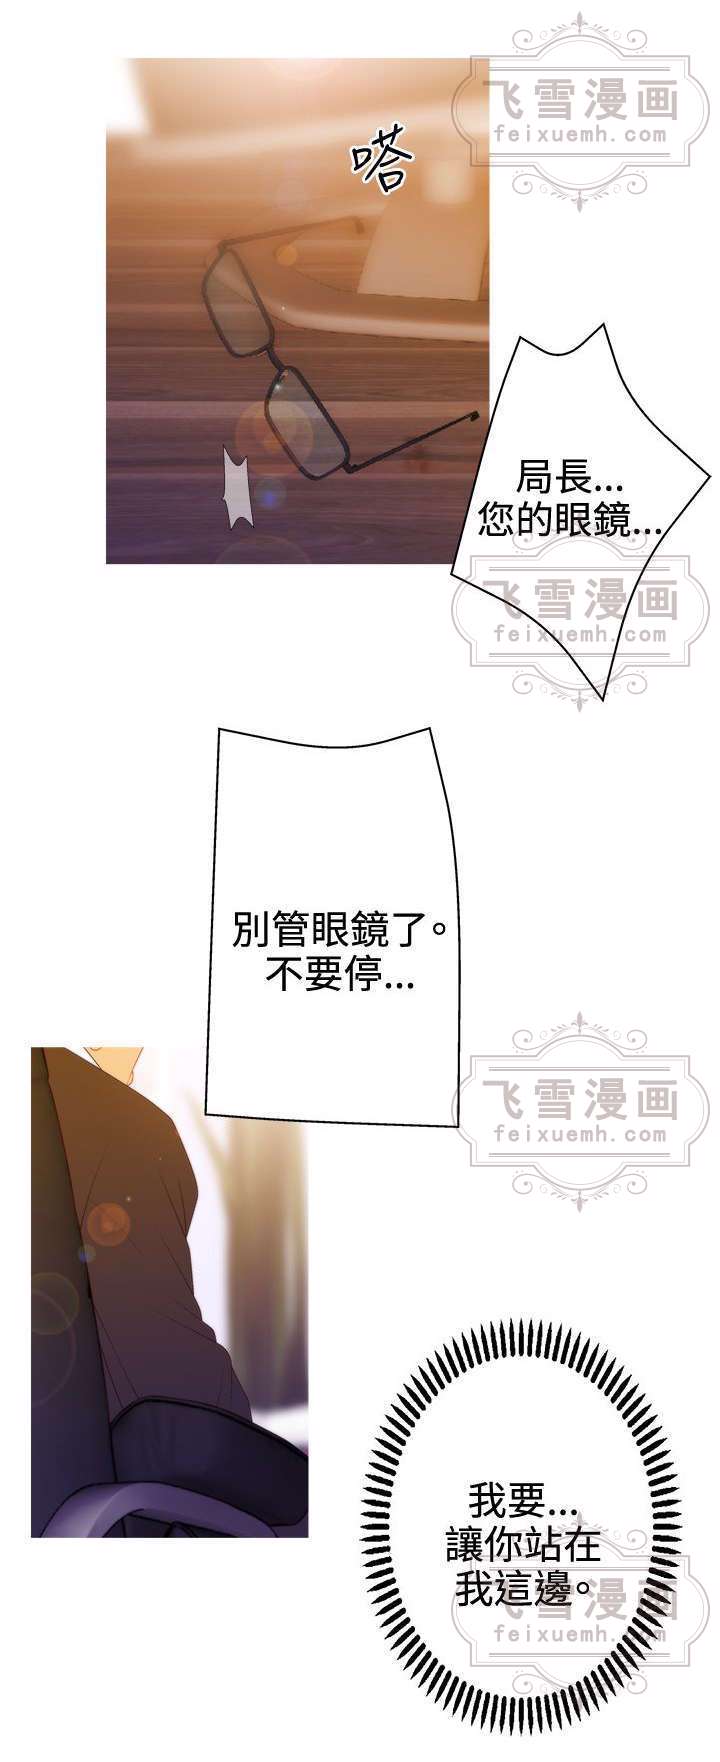 飞雪漫画
feixuemh.com
嗒
局長...
您的眼鏡...
飞雪漫画
feixuemh.com
別管眼鏡了。
不要停...
飞雪漫画
feixuemh.com
我要...
讓你站在
我這邊。
飞雪漫画
feixuemh.com